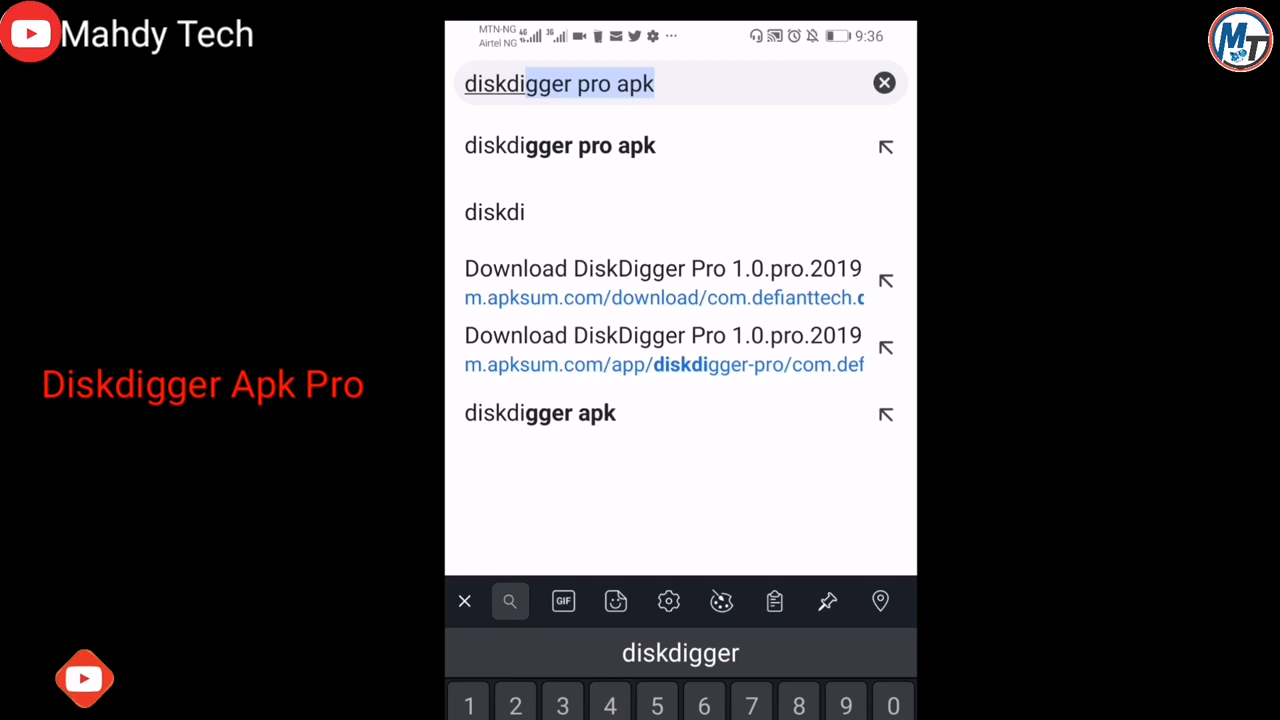 Mahdy Tech
MT
MTN-NG
Airtel NG
4G
3G
9:36
diskdigger pro apk
diskdigger pro apk
diskdi
Download DiskDigger Pro 1.0.pro.2019
m.apksum.com/download/com.defianttech.d
Download DiskDigger Pro 1.0.pro.2019
m.apksum.com/app/diskdigger-pro/com.def
Diskdigger Apk Pro
diskdigger apk
GIF
diskdigger
1 2 3 4 5 6 7 8 9 0